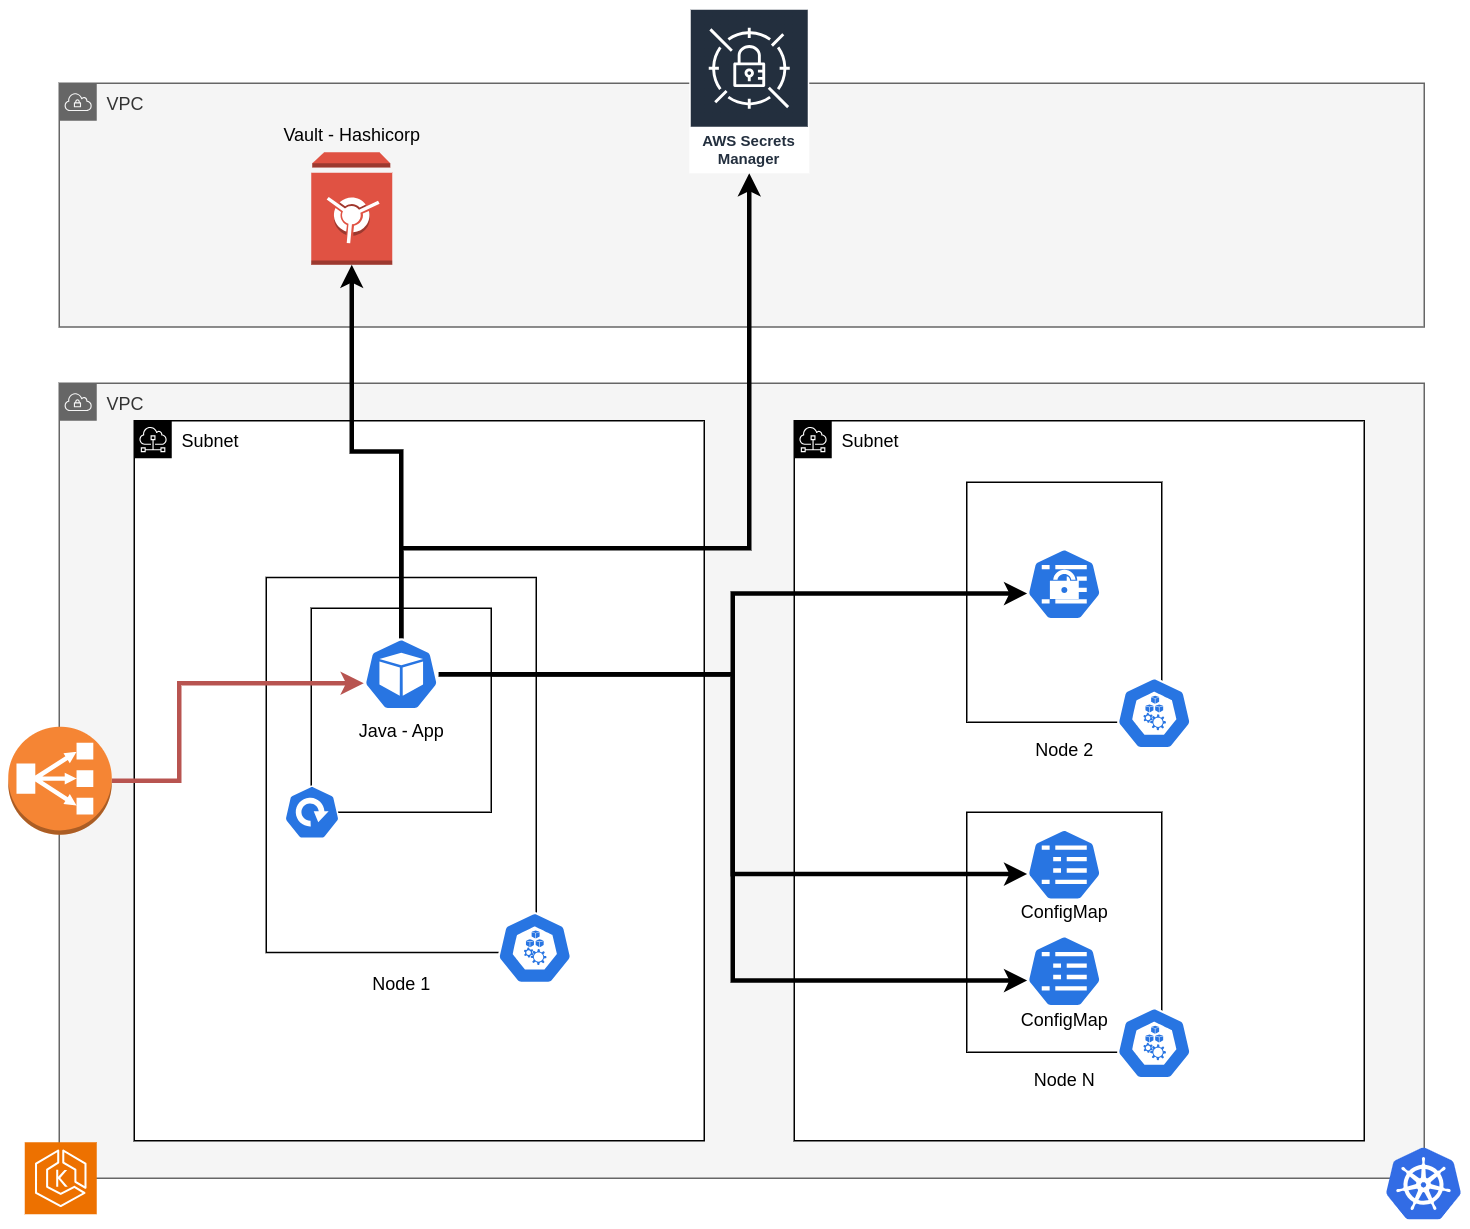 VPC
Vault - Hashicorp
AWS Secrets
Manager
VPC
Subnet
Subnet
Java - App
Node 1
Node 2
ConfigMap
ConfigMap
Node N
K